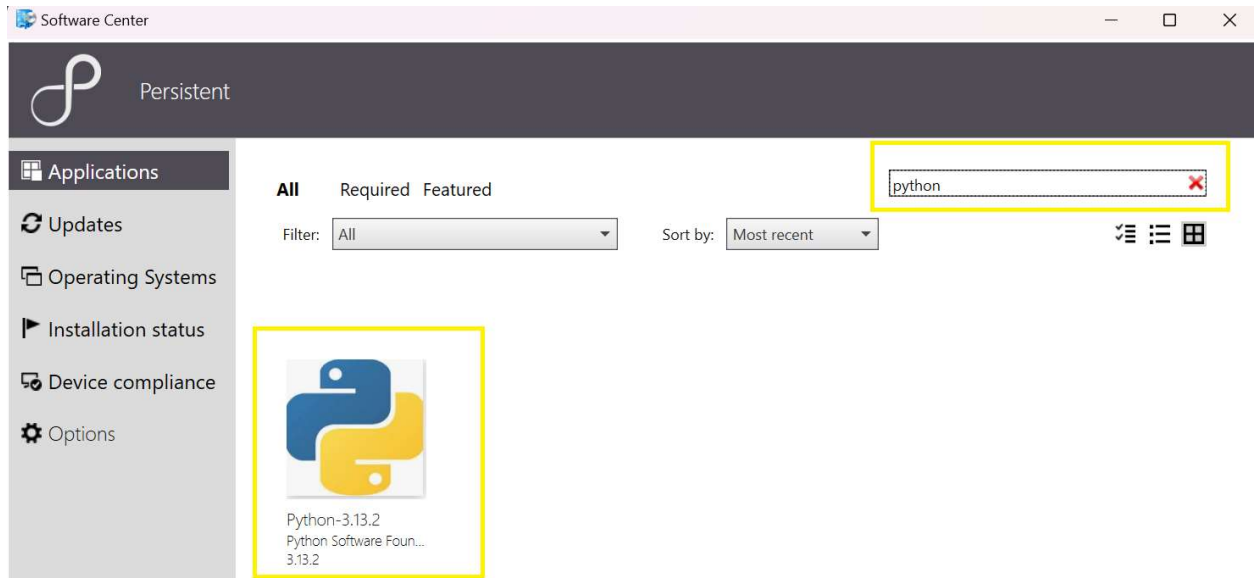 Software Center
Persistent
Applications
Updates
Operating Systems
Installation status
Device compliance
Options
All Required Featured
python
Filter: All Sort by: Most recent
Python-3.13.2
Python Software Foun...
3.13.2